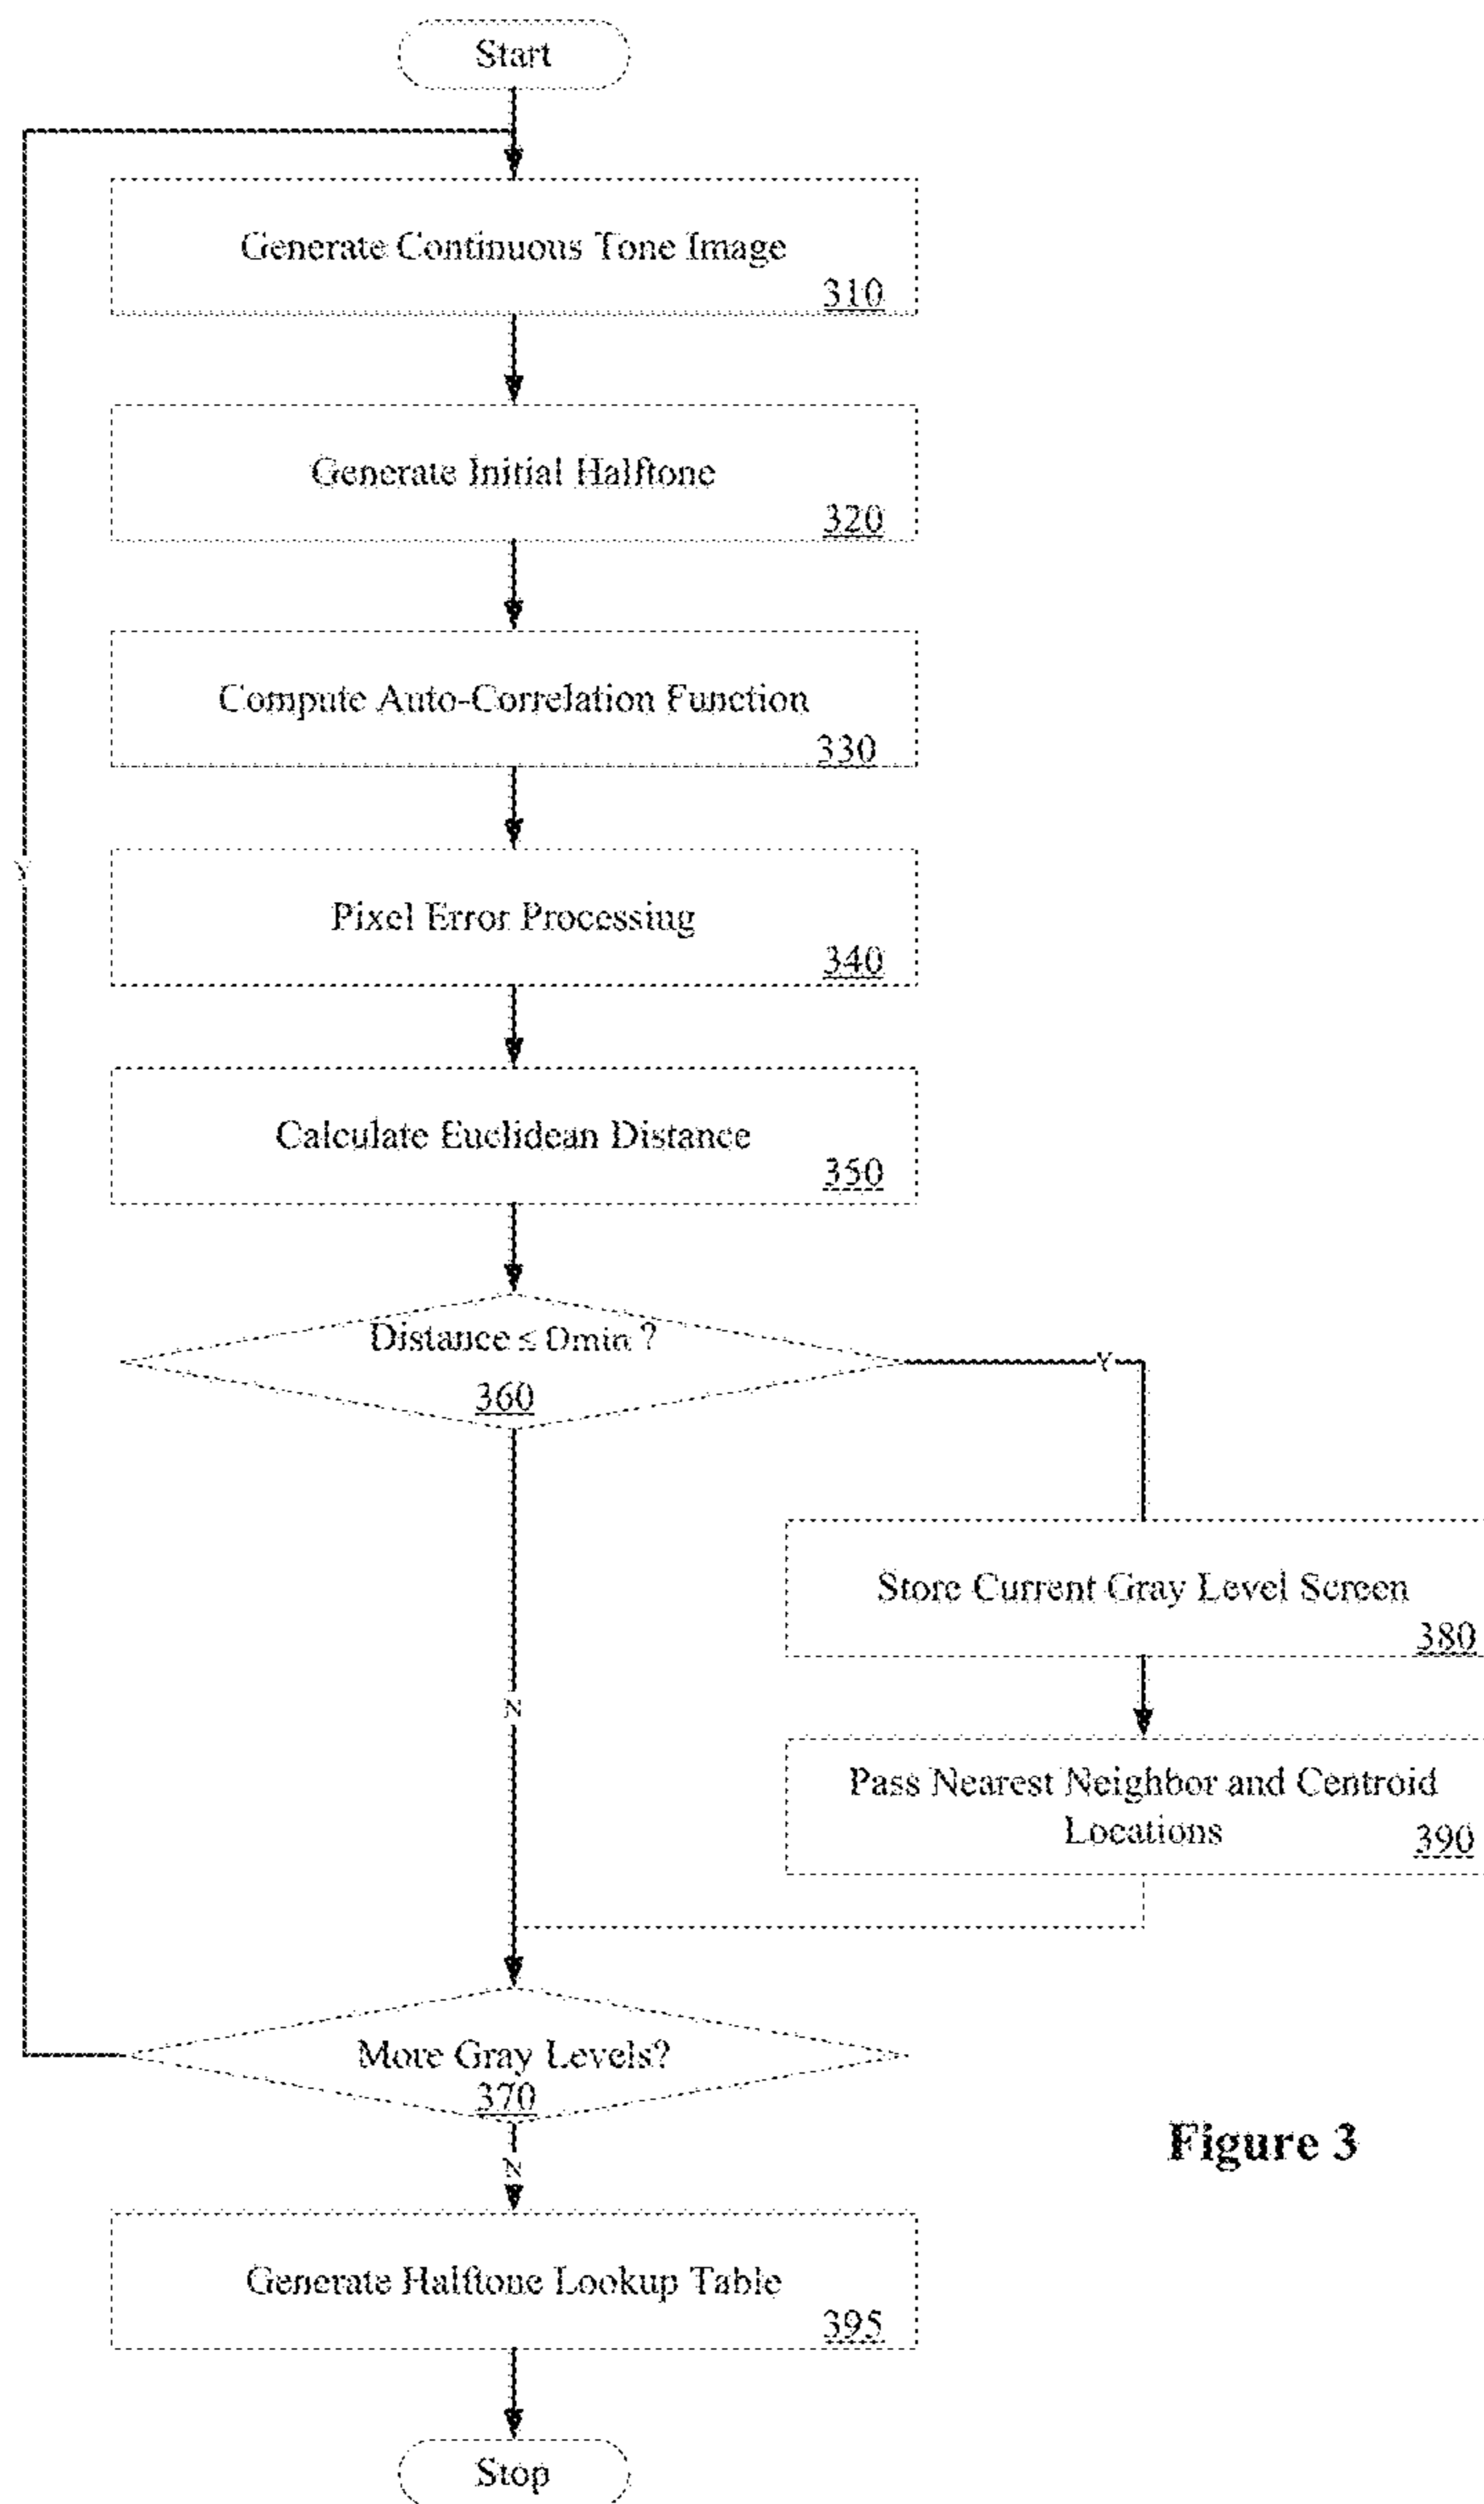 Start
Generate Continuous Tone Image
310
Generate Initial Halftone
320
Compute Auto-Correlation Function
330
Y
Pixel Error Processing
340
Calculate Euclidean Distance
350
Distance ≤ Dmin ?
360
Y
Store Current Gray Level Screen
380
N
Pass Nearest Neighbor and Centroid
Locations
390
More Gray Levels?
370
N
Figure 3
Generate Halftone Lookup Table
395
Stop